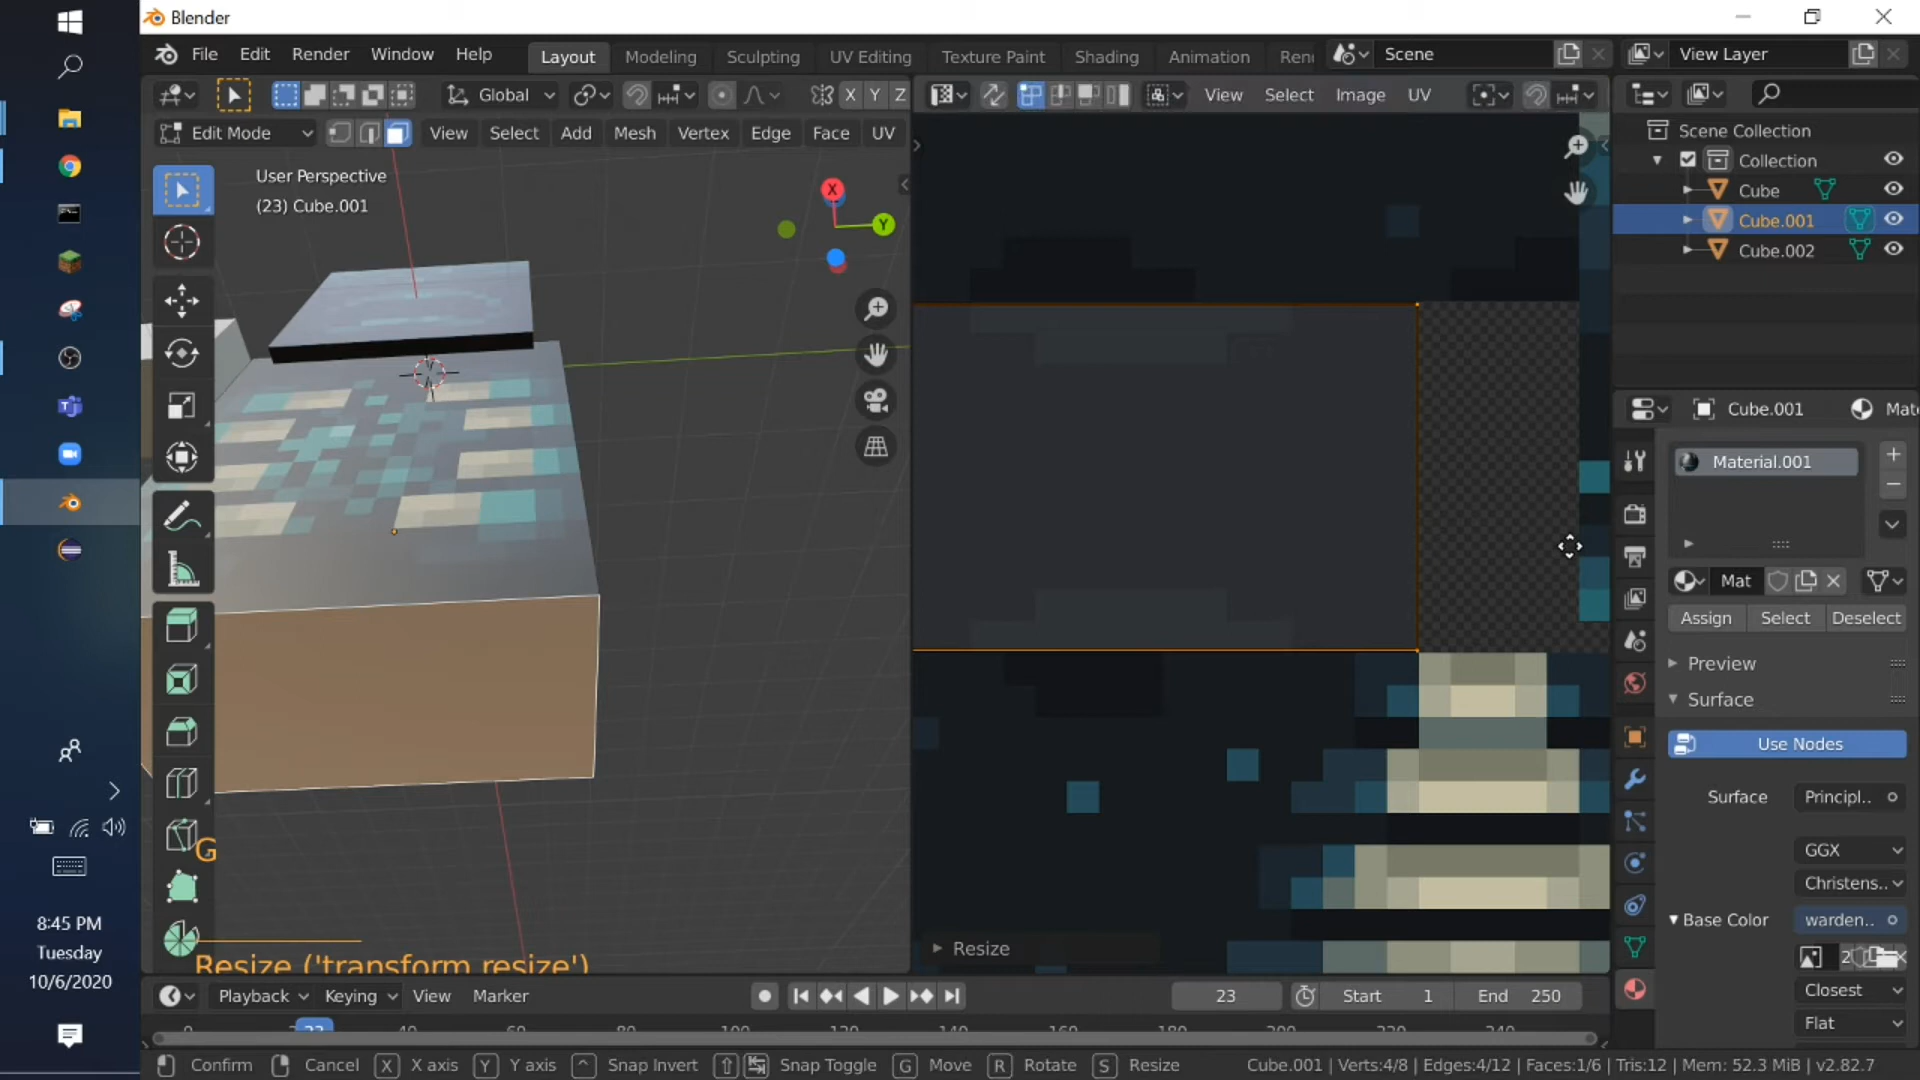 Blender
File Edit Render Window Help Layout Modeling Sculpting UV Editing Texture Paint Shading Animation Scene View Layer
Global X Y Z View Select Image UV
Edit Mode View Select Add Mesh Vertex Edge Face UV
Scene Collection
Collection
Cube
Cube.001
Cube.002
User Perspective
(23) Cube.001
X
Y
Cube.001
Material.001
Mat
Assign Select Deselect
Preview
Surface
Use Nodes
Surface Principl..
GGX
Christens..
Base Color warden..
2
Closest
Flat
G
Resize ('transform.resize')
Resize
Playback Keying View Marker 23 Start 1 End 250
Confirm Cancel X X axis Y Y axis ^ Snap Invert Snap Toggle G Move R Rotate S Resize Cube.001 | Verts:4/8 | Edges:4/12 | Faces:1/6 | Tris:12 | Mem: 52.3 MiB | v2.82.7
8:45 PM
Tuesday
10/6/2020